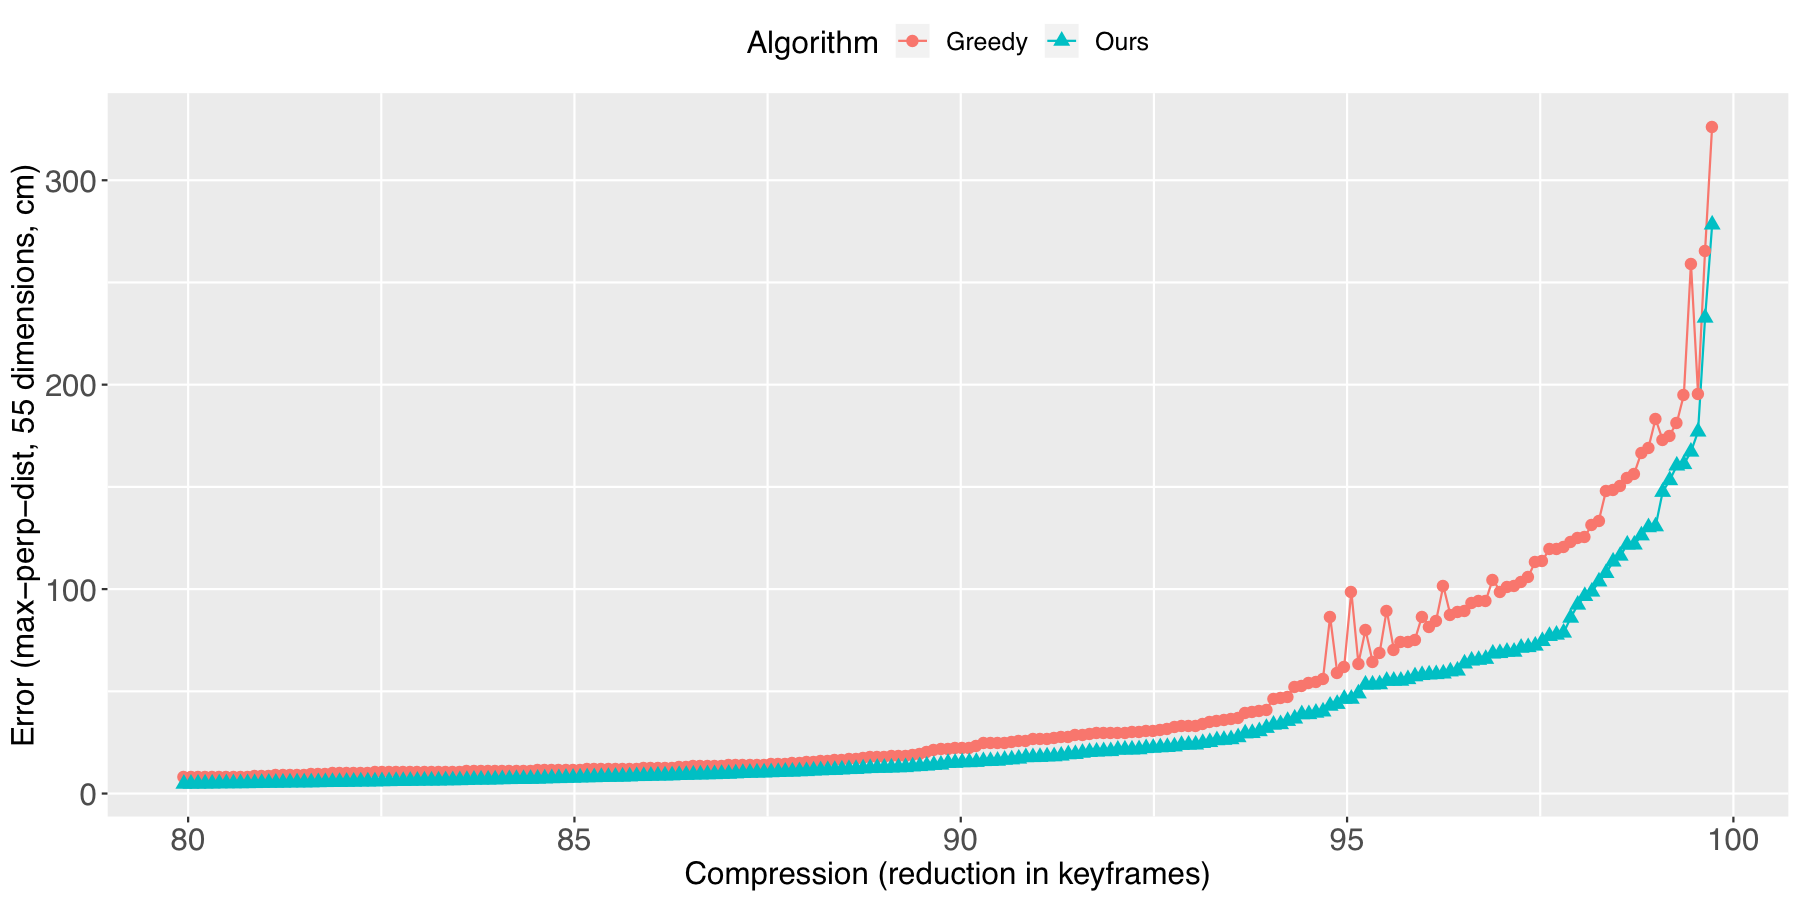 Algorithm Greedy Ours
Error (max−perp−dist, 55 dimensions, cm)
300
200
100
0
80 85 90 95 100
Compression (reduction in keyframes)